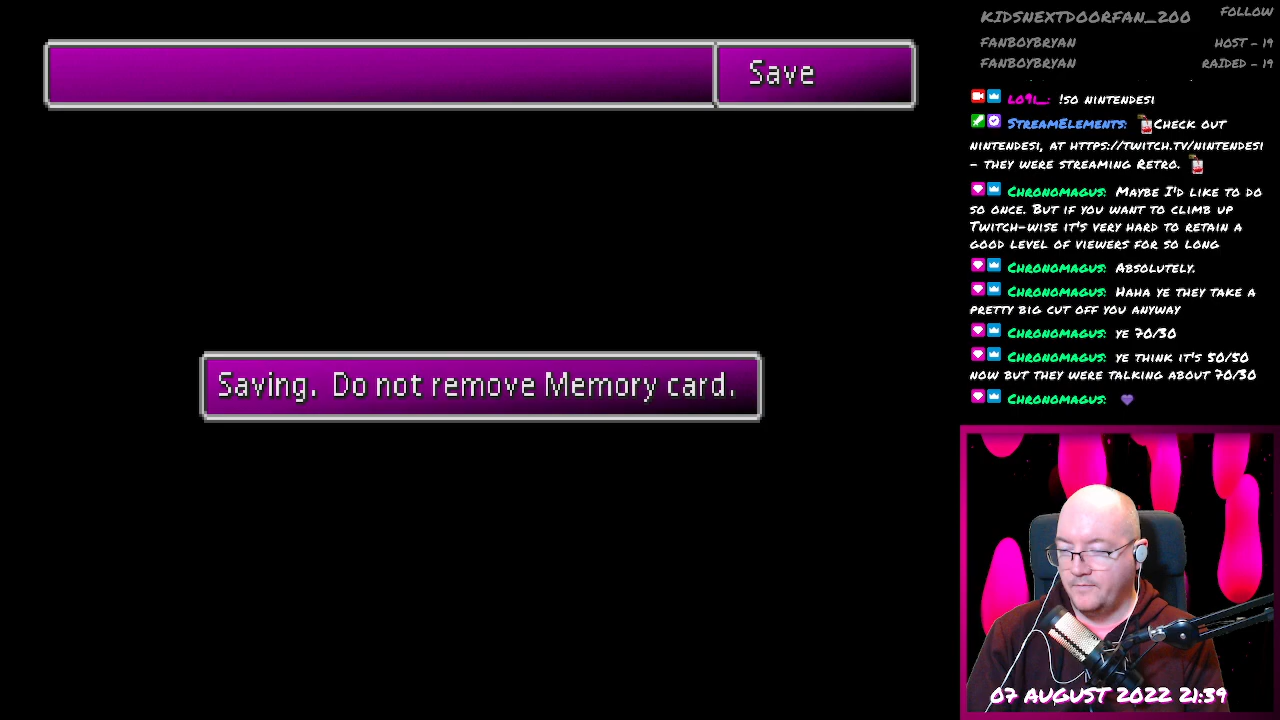 Save
Saving. Do not remove Memory card.
KIDSNEXTDOORFAN_200 FOLLOW
FANBOYBRYAN HOST - 19
FANBOYBRYAN RAIDED - 19
LO91__: !SO NINTENDESI
STREAMELEMENTS: CHECK OUT
NINTENDESI, AT HTTPS://TWITCH.TV/NINTENDESI
- THEY WERE STREAMING RETRO.
CHRONOMAGUS: MAYBE I'D LIKE TO DO
SO ONCE. BUT IF YOU WANT TO CLIMB UP
TWITCH-WISE IT'S VERY HARD TO RETAIN A
GOOD LEVEL OF VIEWERS FOR SO LONG
CHRONOMAGUS: ABSOLUTELY.
CHRONOMAGUS: HAHA YE THEY TAKE A
PRETTY BIG CUT OFF YOU ANYWAY
CHRONOMAGUS: YE 70/30
CHRONOMAGUS: YE THINK IT'S 50/50
NOW BUT THEY WERE TALKING ABOUT 70/30
CHRONOMAGUS:
07 AUGUST 2022 21:39